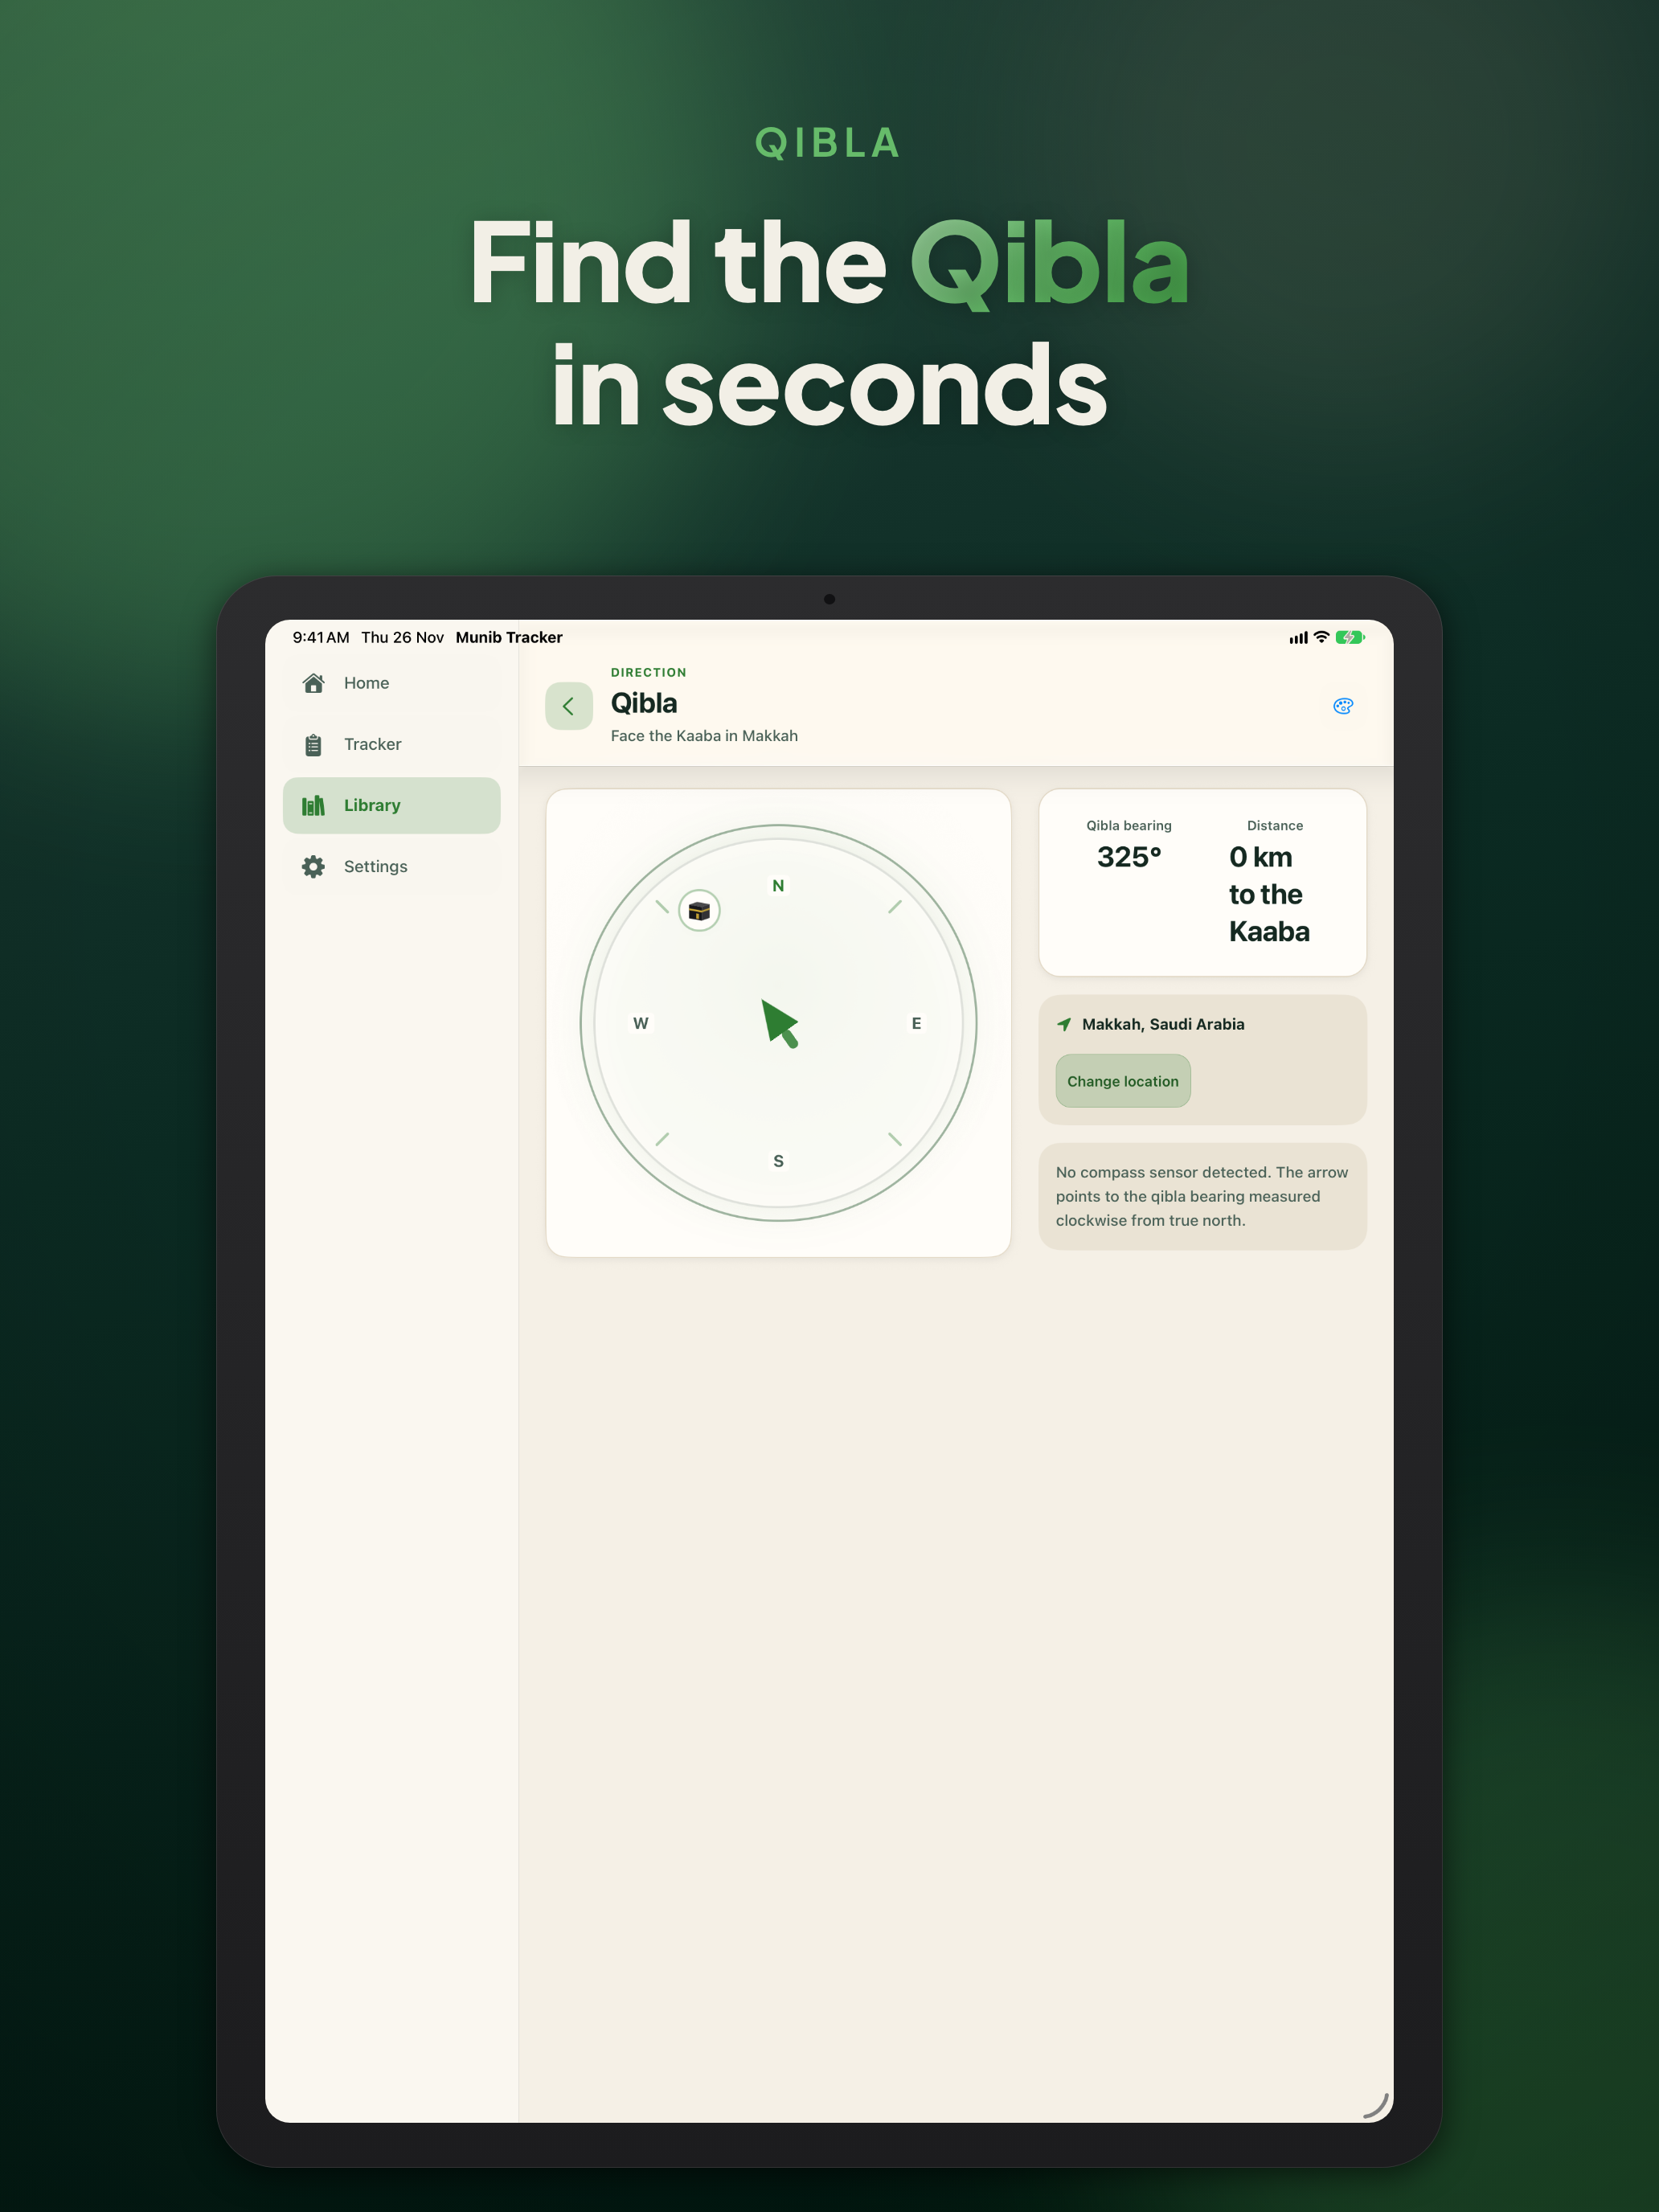 QIBLA
Find the Qibla
in seconds
9:41 AM Thu 26 Nov Munib Tracker
Home
Tracker
Library
Settings
DIRECTION
Qibla
Face the Kaaba in Makkah
N
W
E
S
Qibla bearing
325°
Distance
0 km
to the
Kaaba
Makkah, Saudi Arabia
Change location
No compass sensor detected. The arrow
points to the qibla bearing measured
clockwise from true north.